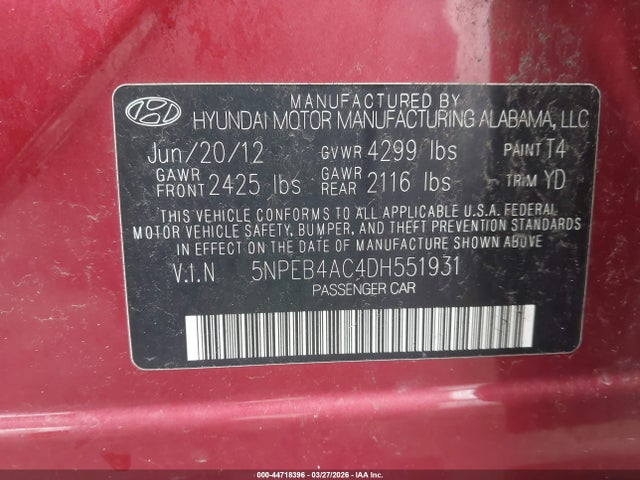 MANUFACTURED BY
HYUNDAI MOTOR MANUFACTURING ALABAMA, LLC
Jun/20/12 GVWR 4299 lbs PAINT T4
GAWR FRONT 2425 lbs GAWR REAR 2116 lbs TRIM YD
THIS VEHICLE CONFORMS TO ALL APPLICABLE U.S.A. FEDERAL
MOTOR VEHICLE SAFETY, BUMPER, AND THEFT PREVENTION STANDARDS
IN EFFECT ON THE DATE OF MANUFACTURE SHOWN ABOVE.
V.I.N 5NPEB4AC4DH551931
PASSENGER CAR
000-44718396 - 03/27/2026 - IAA Inc.